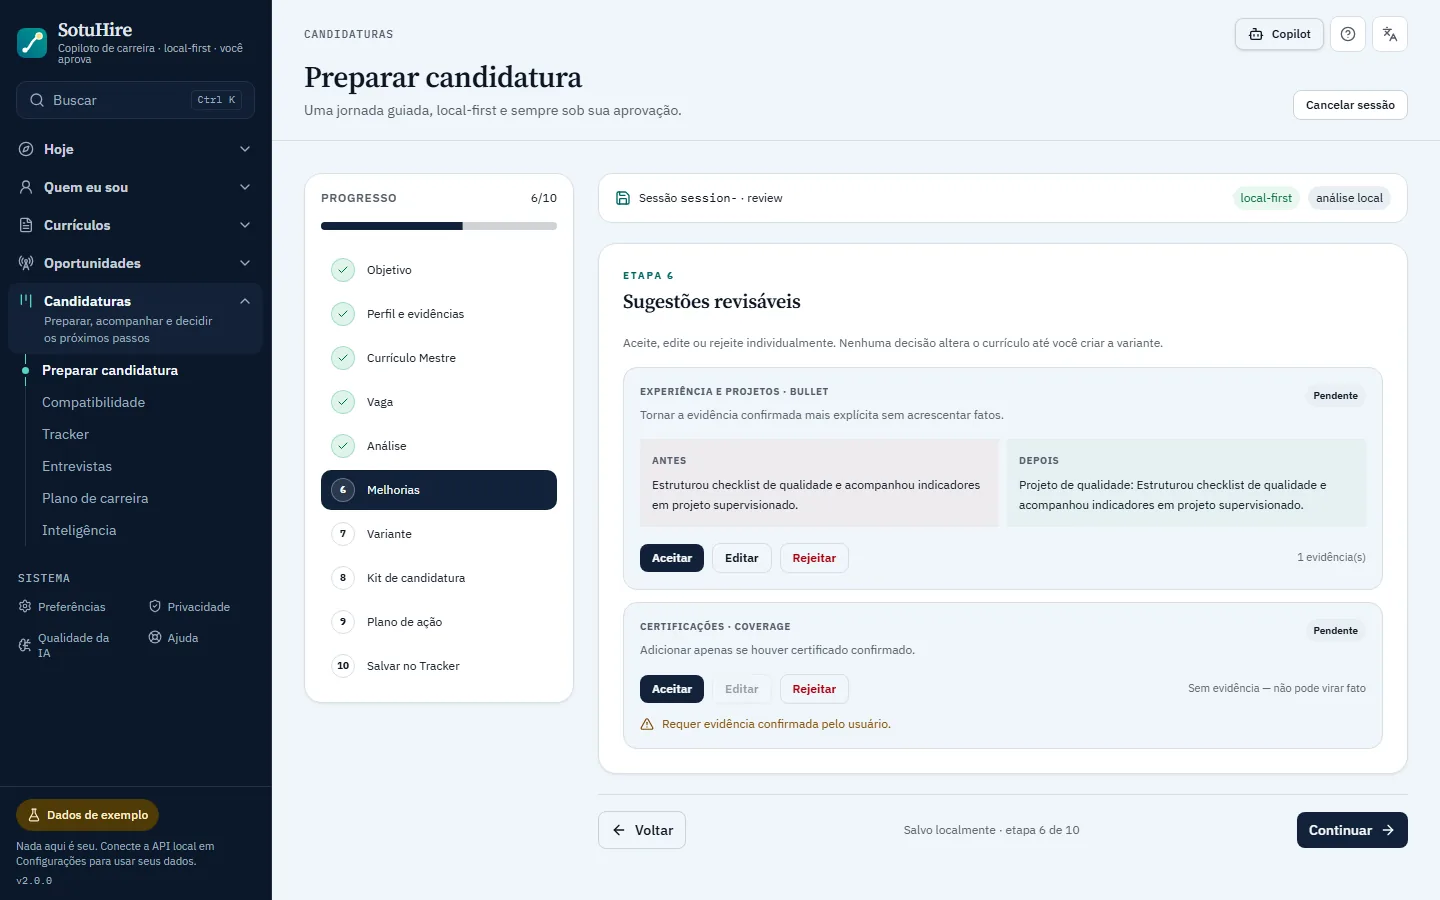 SotuHire
Copiloto de carreira · local-first · você
aprova
Buscar
Ctrl K
Hoje
Quem eu sou
Currículos
Oportunidades
Candidaturas
Preparar, acompanhar e decidir
os próximos passos
Preparar candidatura
Compatibilidade
Tracker
Entrevistas
Plano de carreira
Inteligência
SISTEMA
Preferências
Privacidade
Qualidade da
IA
Ajuda
Dados de exemplo
Nada aqui é seu. Conecte a API local em
Configurações para usar seus dados.
v2.0.0
CANDIDATURAS
Copilot
Preparar candidatura
Uma jornada guiada, local-first e sempre sob sua aprovação.
Cancelar sessão
PROGRESSO
6/10
Objetivo
Perfil e evidências
Currículo Mestre
Vaga
Análise
6 Melhorias
7 Variante
8 Kit de candidatura
9 Plano de ação
10 Salvar no Tracker
Sessão session- · review
local-first
análise local
ETAPA 6
Sugestões revisáveis
Aceite, edite ou rejeite individualmente. Nenhuma decisão altera o currículo até você criar a variante.
EXPERIÊNCIA E PROJETOS · BULLET
Pendente
Tornar a evidência confirmada mais explícita sem acrescentar fatos.
ANTES
Estruturou checklist de qualidade e acompanhou indicadores
em projeto supervisionado.
DEPOIS
Projeto de qualidade: Estruturou checklist de qualidade e
acompanhou indicadores em projeto supervisionado.
Aceitar
Editar
Rejeitar
1 evidência(s)
CERTIFICAÇÕES · COVERAGE
Pendente
Adicionar apenas se houver certificado confirmado.
Aceitar
Editar
Rejeitar
Sem evidência — não pode virar fato
Requer evidência confirmada pelo usuário.
Voltar
Salvo localmente · etapa 6 de 10
Continuar